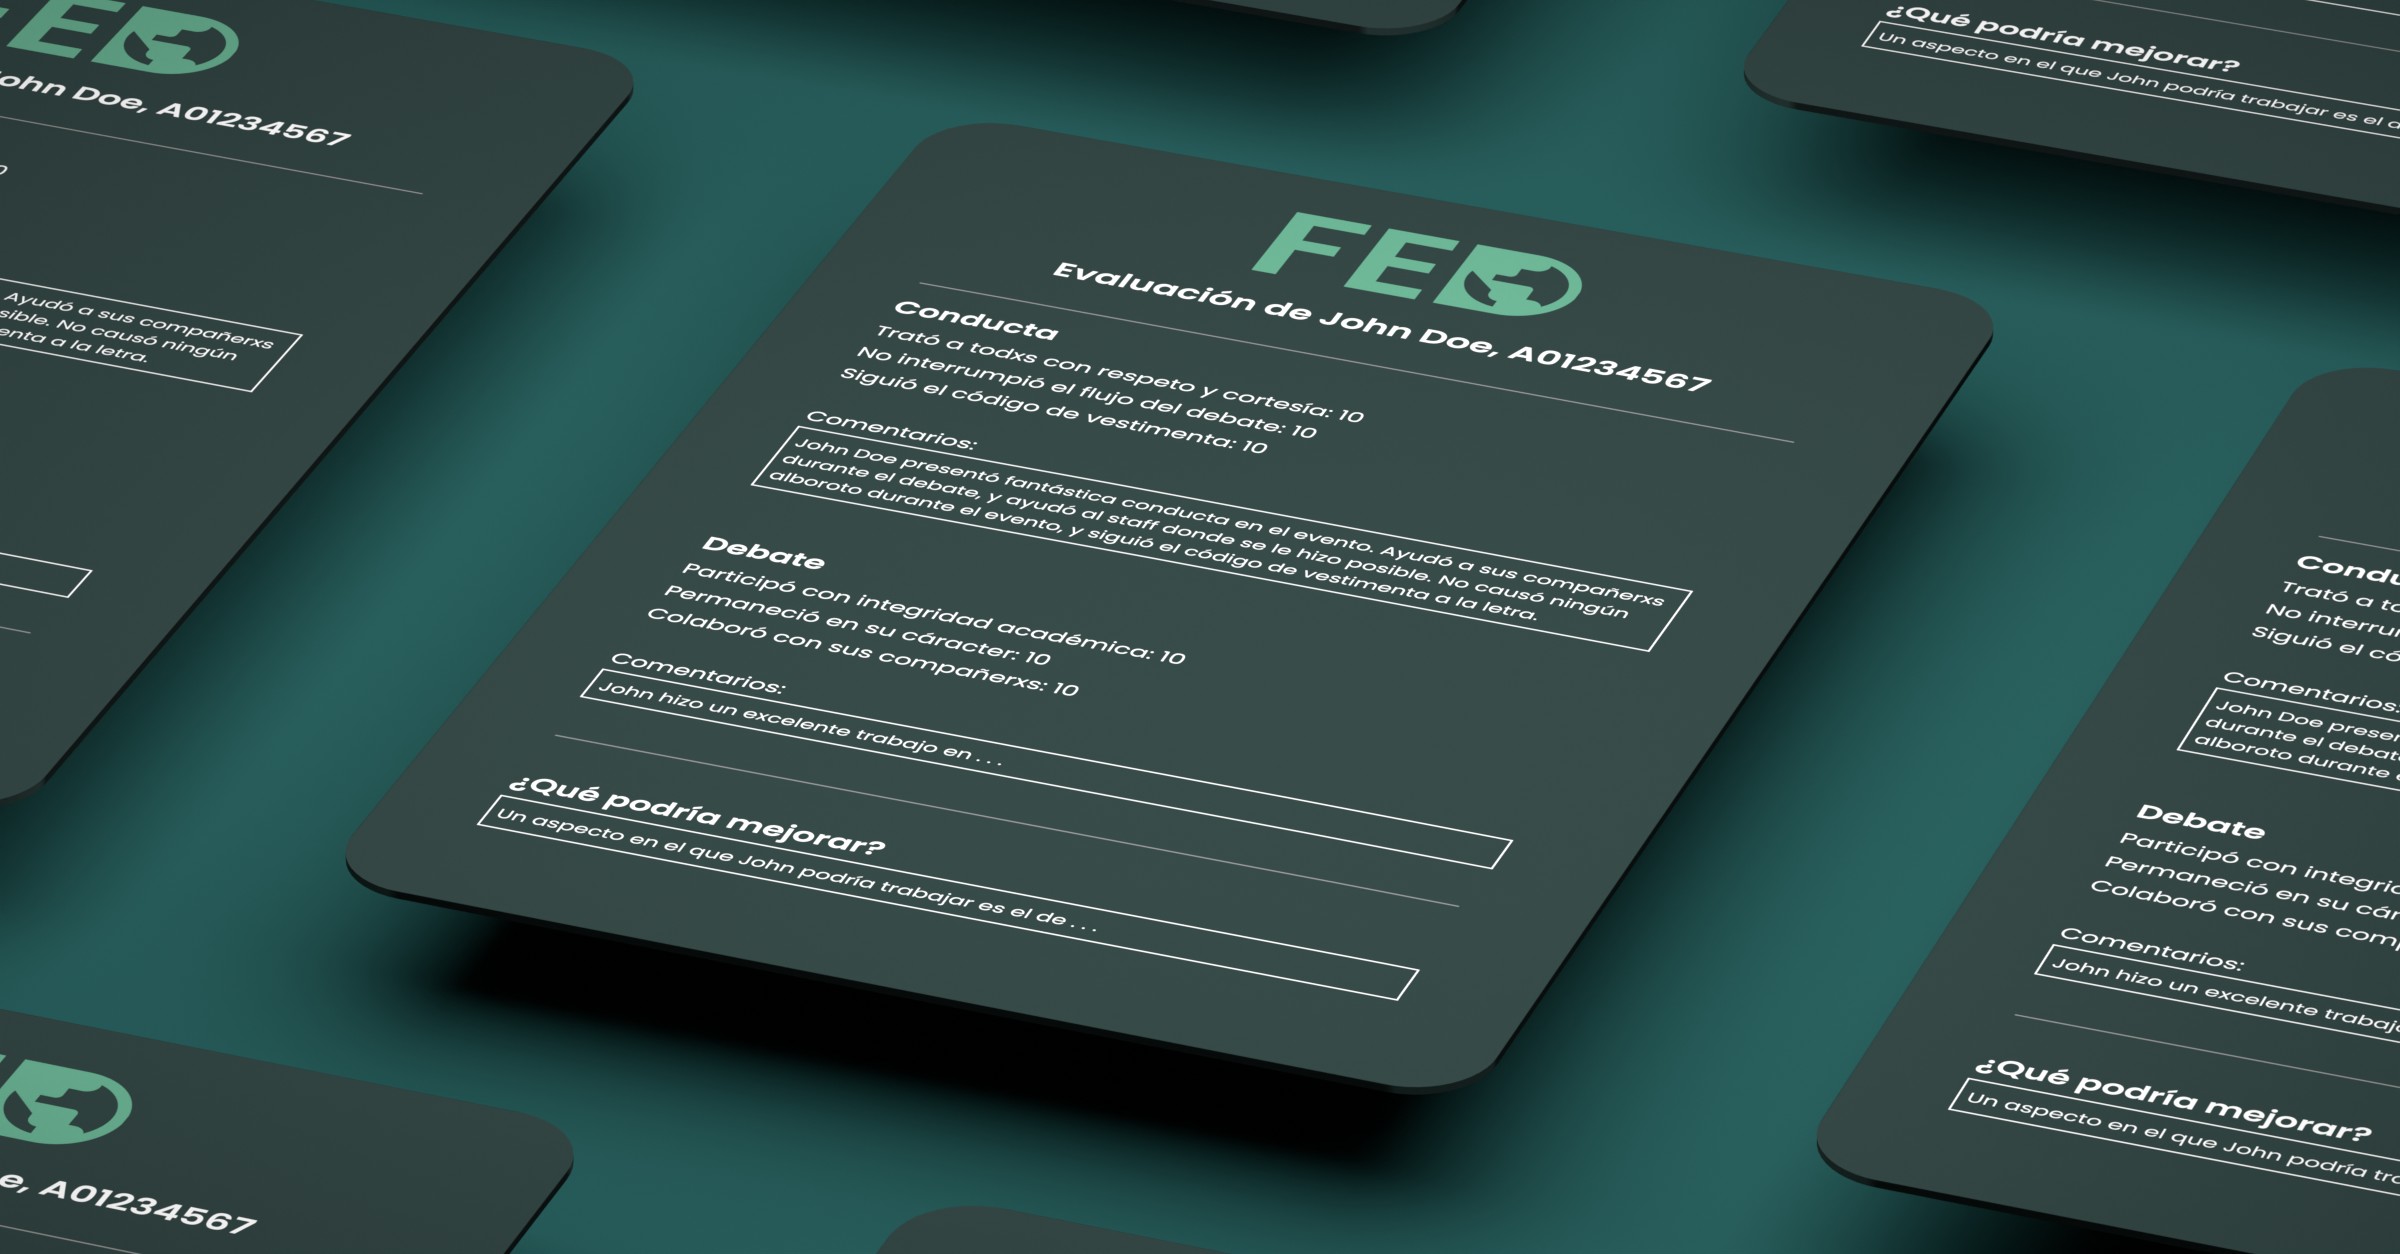 FED
Evaluación de John Doe, A01234567
Conducta
Trató a todxs con respeto y cortesía: 10
No interrumpió el flujo del debate: 10
Siguió el código de vestimenta: 10
Comentarios:
John Doe presentó fantástica conducta en el evento. Ayudó a sus compañerxs
durante el debate, y ayudó al staff donde se le hizo posible. No causó ningún
alboroto durante el evento, y siguió el código de vestimenta a la letra.
Debate
Participó con integridad académica: 10
Permaneció en su cáracter: 10
Colaboró con sus compañerxs: 10
Comentarios:
John hizo un excelente trabajo en . . .
¿Qué podría mejorar?
Un aspecto en el que John podría trabajar es el de . . .
ED
ohn Doe, A01234567
Ayudó a sus compañerxs
sible. No causó ningún
enta a la letra.
e, A01234567
¿Qué podría mejorar?
Un aspecto en el que John podría trabajar es el d
Condu
Trató a to
No interru
Siguió el có
Comentarios:
John Doe presen
durante el debat
alboroto durante
Debate
Participó con integri
Permaneció en su cár
Colaboró con sus com
Comentarios:
John hizo un excelente trabaj
¿Qué podría mejorar?
Un aspecto en el que John podría tra